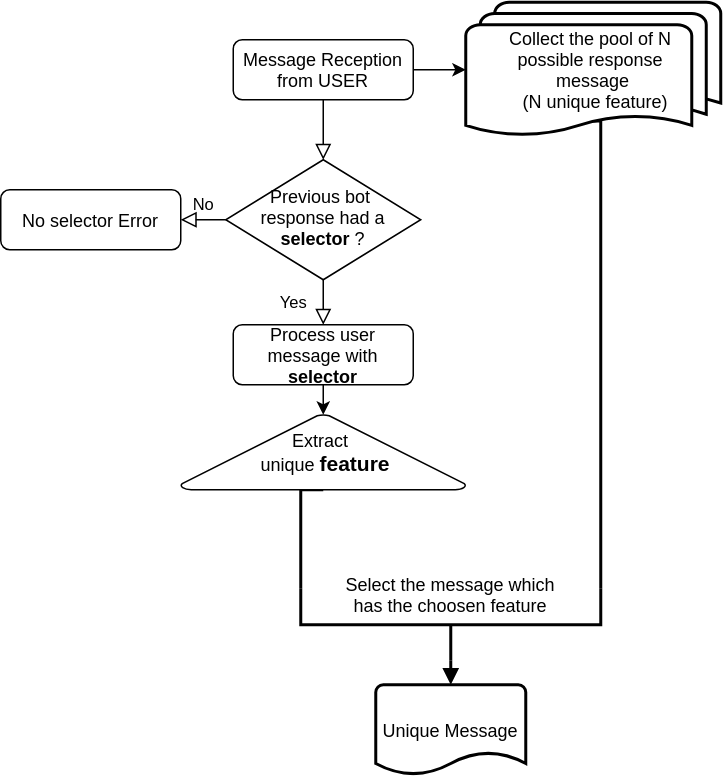 Message Reception
from USER
Collect the pool of N
possible response
message
(N unique feature)
Previous bot
response had a
selector ?
No
No selector Error
Yes
Process user
message with
selector
Extract
unique feature
Select the message which
has the choosen feature
Unique Message